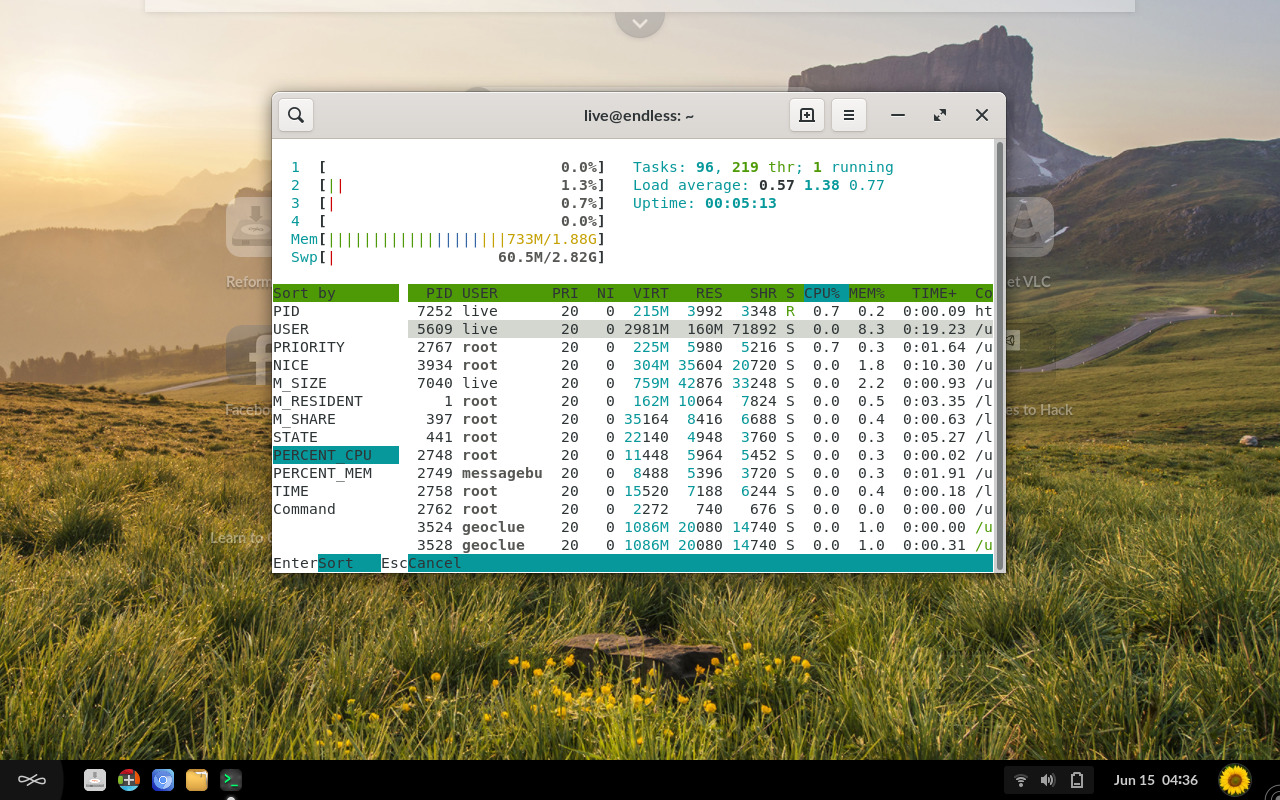 live@endless: ~
1 [ 0.0%] Tasks: 96, 219 thr; 1 running
2 [|| 1.3%] Load average: 0.57 1.38 0.77
3 [| 0.7%] Uptime: 00:05:13
4 [ 0.0%]
Mem[||||||||||||||||||||733M/1.88G]
Swp[| 60.5M/2.82G]
Sort by PID USER PRI NI VIRT RES SHR S CPU% MEM% TIME+ Co
PID 7252 live 20 0 215M 3992 3348 R 0.7 0.2 0:00.09 ht
USER 5609 live 20 0 2981M 160M 71892 S 0.0 8.3 0:19.23 /u
PRIORITY 2767 root 20 0 225M 5980 5216 S 0.7 0.3 0:01.64 /u
NICE 3934 root 20 0 304M 35604 20720 S 0.0 1.8 0:10.30 /u
M_SIZE 7040 live 20 0 759M 42876 33248 S 0.0 2.2 0:00.93 /u
M_RESIDENT 1 root 20 0 162M 10064 7824 S 0.0 0.5 0:03.35 /l
M_SHARE 397 root 20 0 35164 8416 6688 S 0.0 0.4 0:00.63 /l
STATE 441 root 20 0 22140 4948 3760 S 0.0 0.3 0:05.27 /l
PERCENT_CPU 2748 root 20 0 11448 5964 5452 S 0.0 0.3 0:00.02 /u
PERCENT_MEM 2749 messagebu 20 0 8488 5396 3720 S 0.0 0.3 0:01.91 /u
TIME 2758 root 20 0 15520 7188 6244 S 0.0 0.4 0:00.18 /l
Command 2762 root 20 0 2272 740 676 S 0.0 0.0 0:00.00 /u
3524 geoclue 20 0 1086M 20080 14740 S 0.0 1.0 0:00.00 /u
3528 geoclue 20 0 1086M 20080 14740 S 0.0 1.0 0:00.31 /u
EnterSort EscCancel
Reform
et VLC
Facebo
es to Hack
Learn to C
Jun 15 04:36